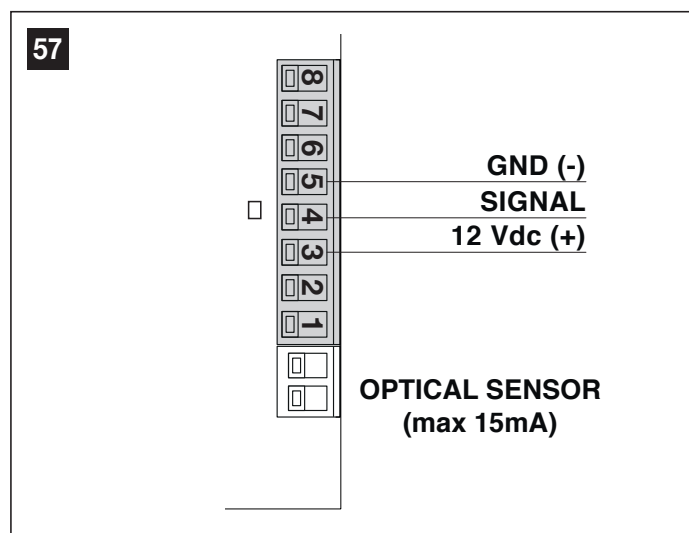 57
8
7
6
5
4
3
2
1
GND (-)
SIGNAL
12 Vdc (+)
OPTICAL SENSOR
(max 15mA)